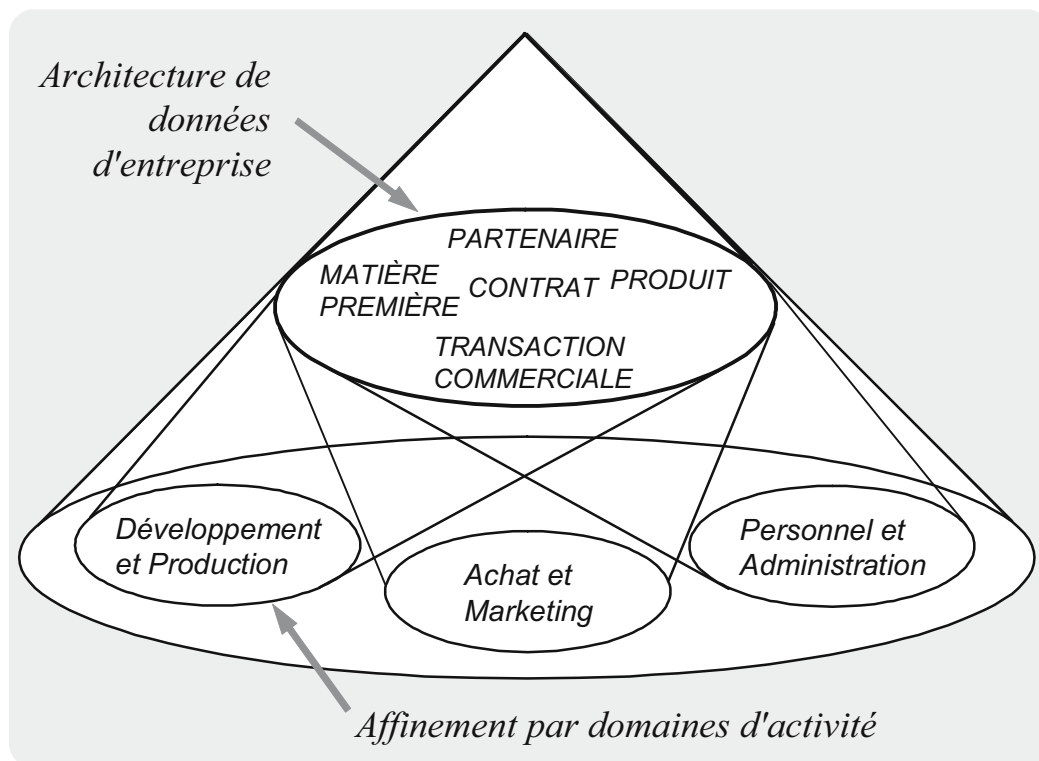 Architecture de
données
d'entreprise
PARTENAIRE
MATIÈRE
PREMIÈRE
CONTRAT
PRODUIT
TRANSACTION
COMMERCIALE
Développement
et Production
Achat et
Marketing
Personnel et
Administration
Affinement par domaines d'activité